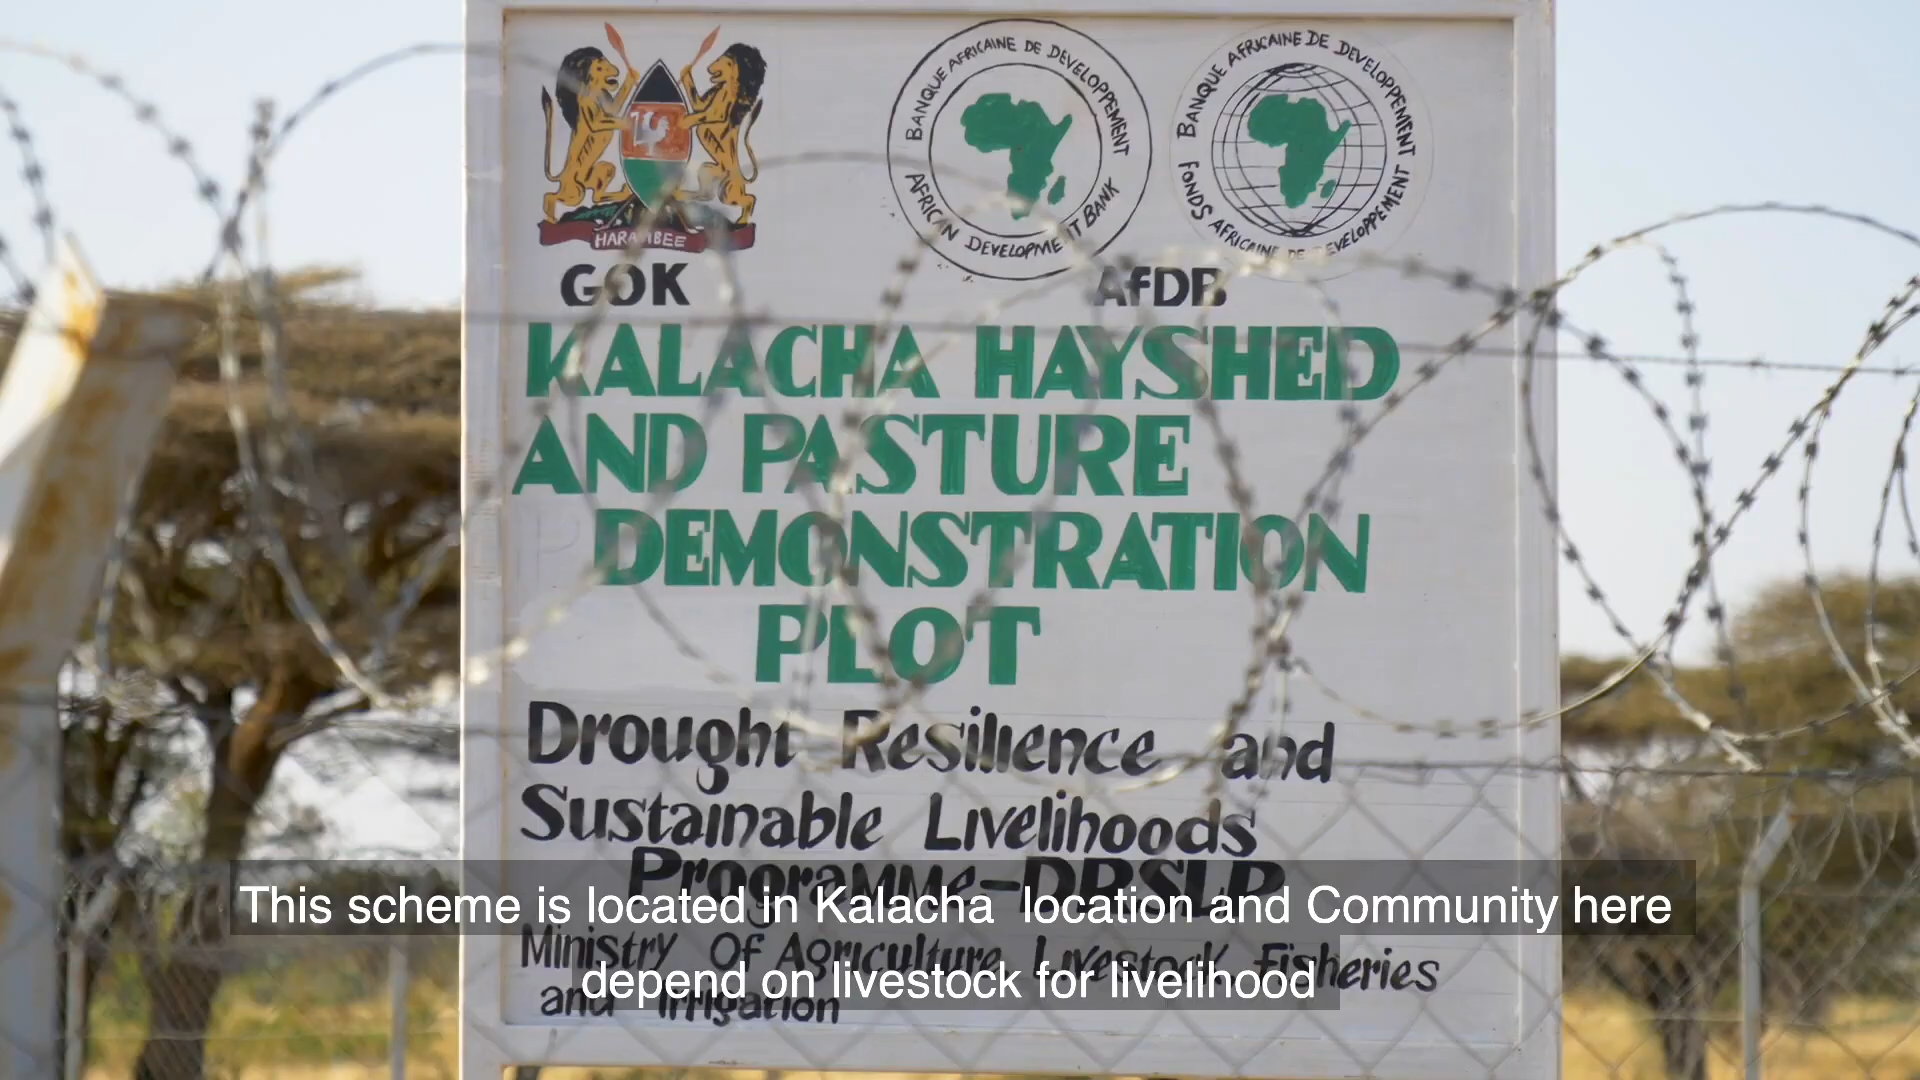 HARAMBEE
BANQUE AFRICAINE DE DEVELOPPEMENT
AFRICAN DEVELOPMENT BANK
BANQUE AFRICAINE DE DEVELOPPEMENT
FONDS AFRICAINE DE DEVELOPPEMENT
GOK
AfDB
KALACHA HAYSHED
AND PASTURE
DEMONSTRATION
PLOT
Drought Resilience and
Sustainable Livelihoods
Programme-DRSLP
This scheme is located in Kalacha location and Community here
Ministry Of Agriculture, Livestock, Fisheries
depend on livestock for livelihood
and Irrigation